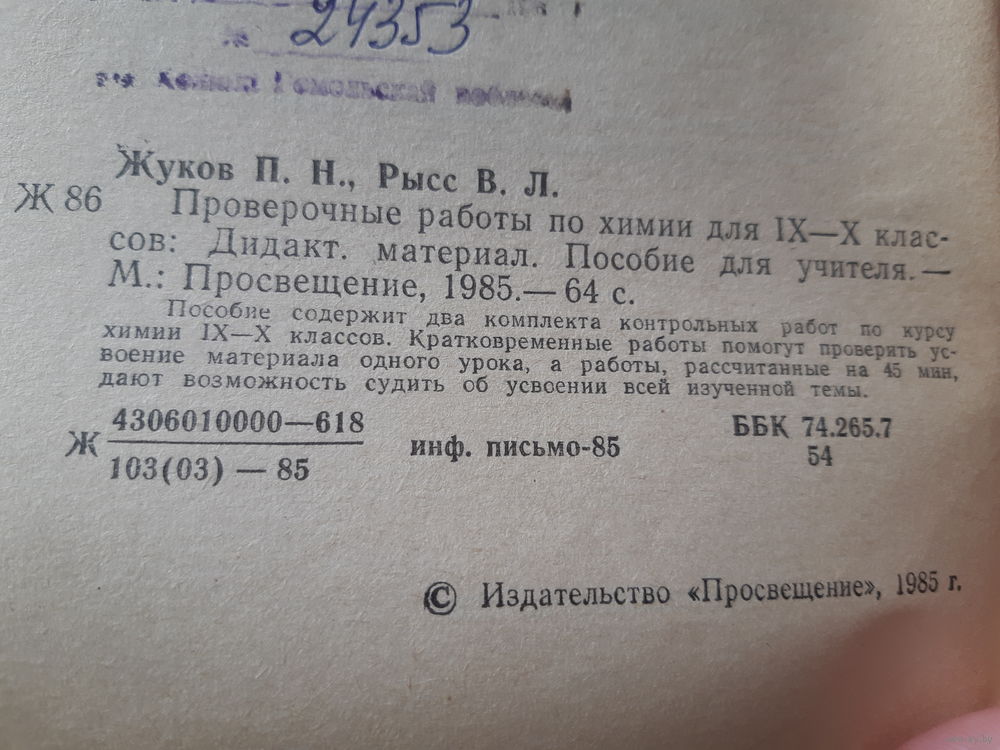 24353
Гомольской
Жуков П. Н., Рысс В. Л.
Ж 86 Проверочные работы по химии для IX—X клас-
сов: Дидакт. материал. Пособие для учителя.—
М.: Просвещение, 1985.— 64 с.
Пособие содержит два комплекта контрольных работ по курсу
химии IX—X классов. Кратковременные работы помогут проверить ус-
воение материала одного урока, а работы, рассчитанные на 45 мин,
дают возможность судить об усвоении всей изученной темы.
Ж 4306010000—618
103(03) — 85
инф. письмо-85
ББК 74.265.7
54
© Издательство «Просвещение», 1985 г.